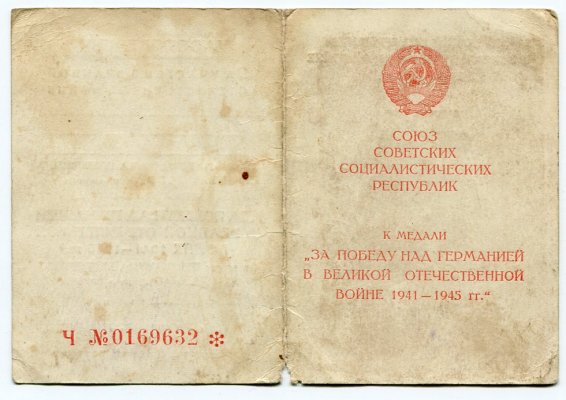 Ч №0169632 ✻
СОЮЗ
СОВЕТСКИХ
СОЦИАЛИСТИЧЕСКИХ
РЕСПУБЛИК
К МЕДАЛИ
„ЗА ПОБЕДУ НАД ГЕРМАНИЕЙ
В ВЕЛИКОЙ ОТЕЧЕСТВЕННОЙ
ВОЙНЕ 1941—1945 гг.“